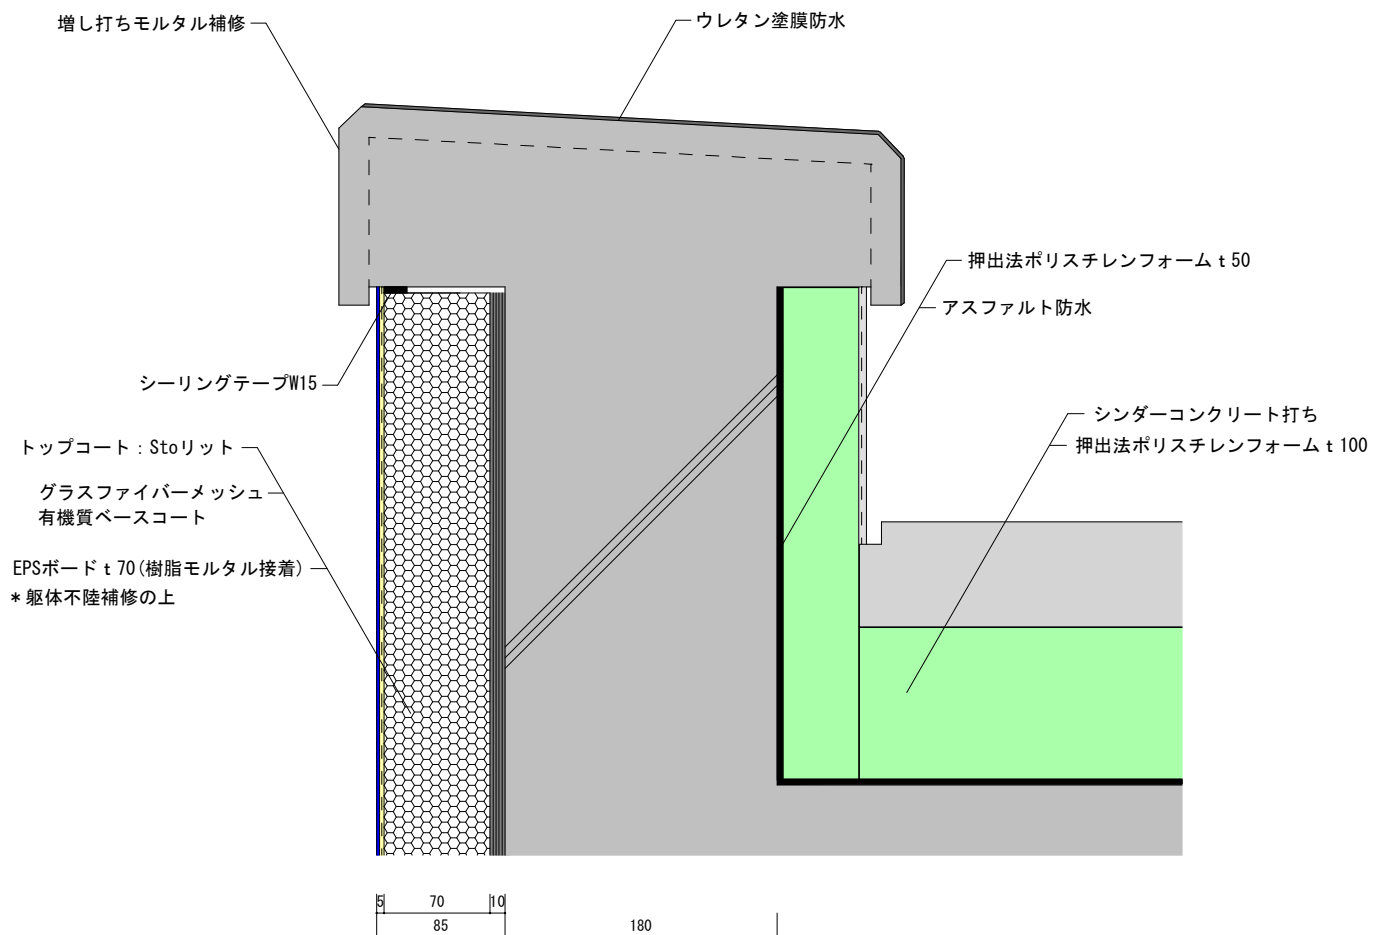 増し打ちモルタル補修
ウレタン塗膜防水
押出法ポリスチレンフォームt50
アスファルト防水
シーリングテープW15
シンダーコンクリート打ち
押出法ポリスチレンフォームt100
トップコート：Stoリット
グラスファイバーメッシュ
有機質ベースコート
EPSボードt70(樹脂モルタル接着)
＊躯体不陸補修の上
5 70 10
85 180